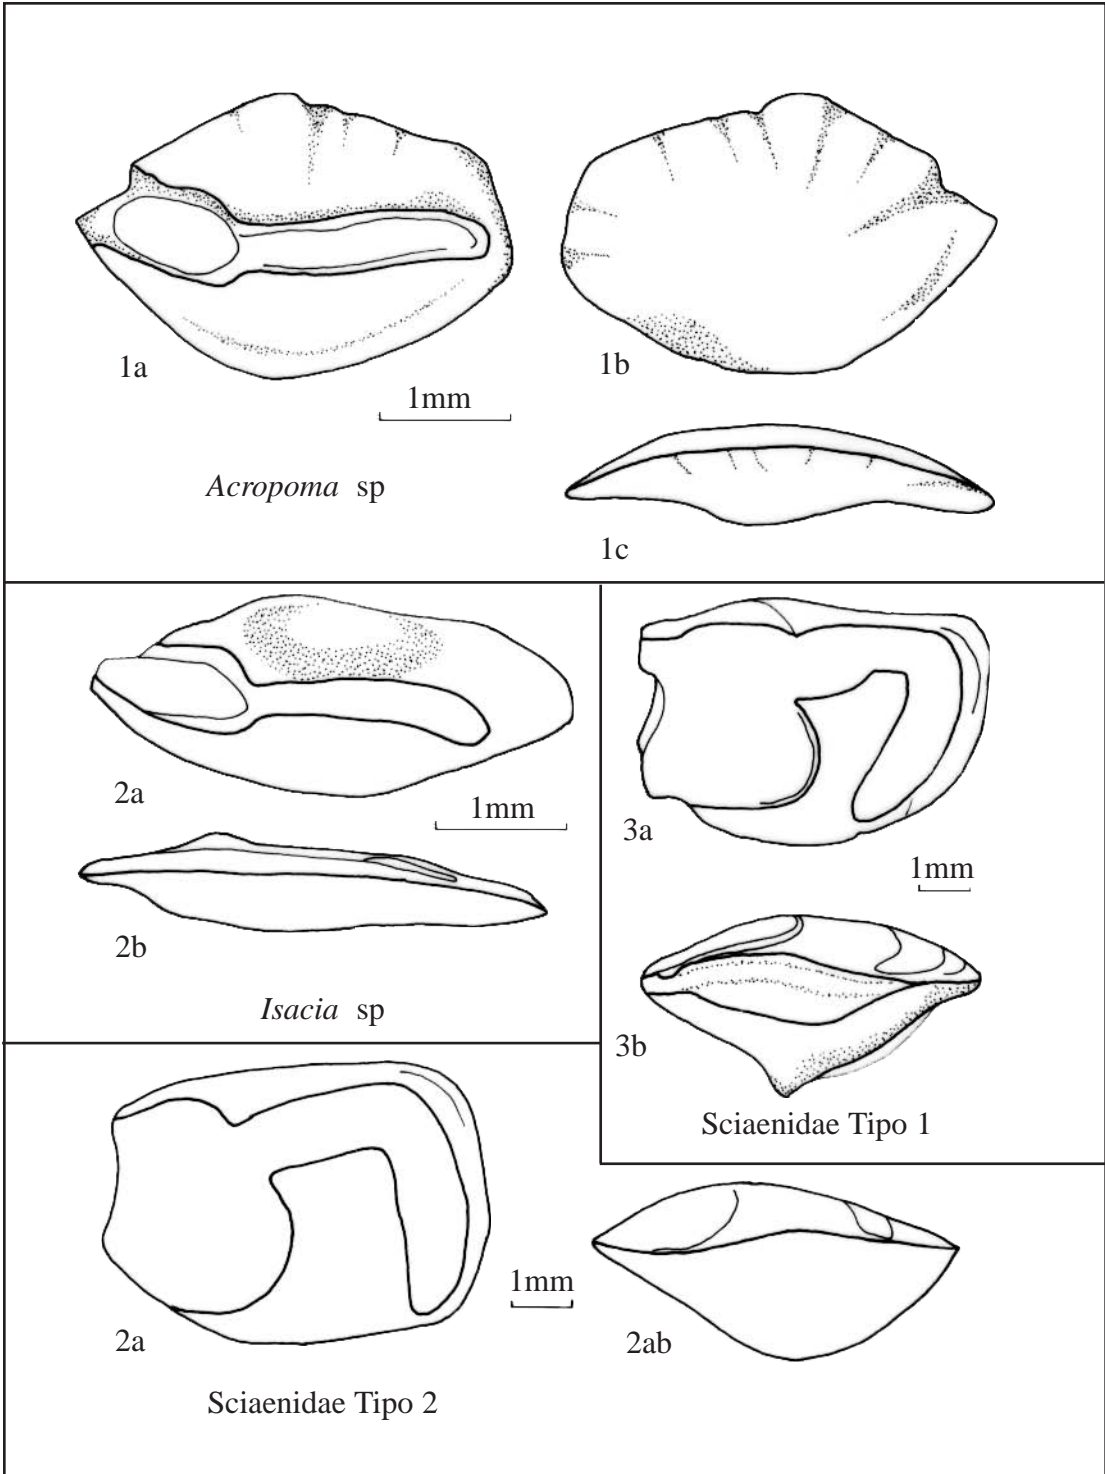 1a
1b
1mm
Acropoma sp
1c
2a
1mm
2b
Isacia sp
3a
1mm
3b
Sciaenidae Tipo 1
2a
1mm
2ab
Sciaenidae Tipo 2